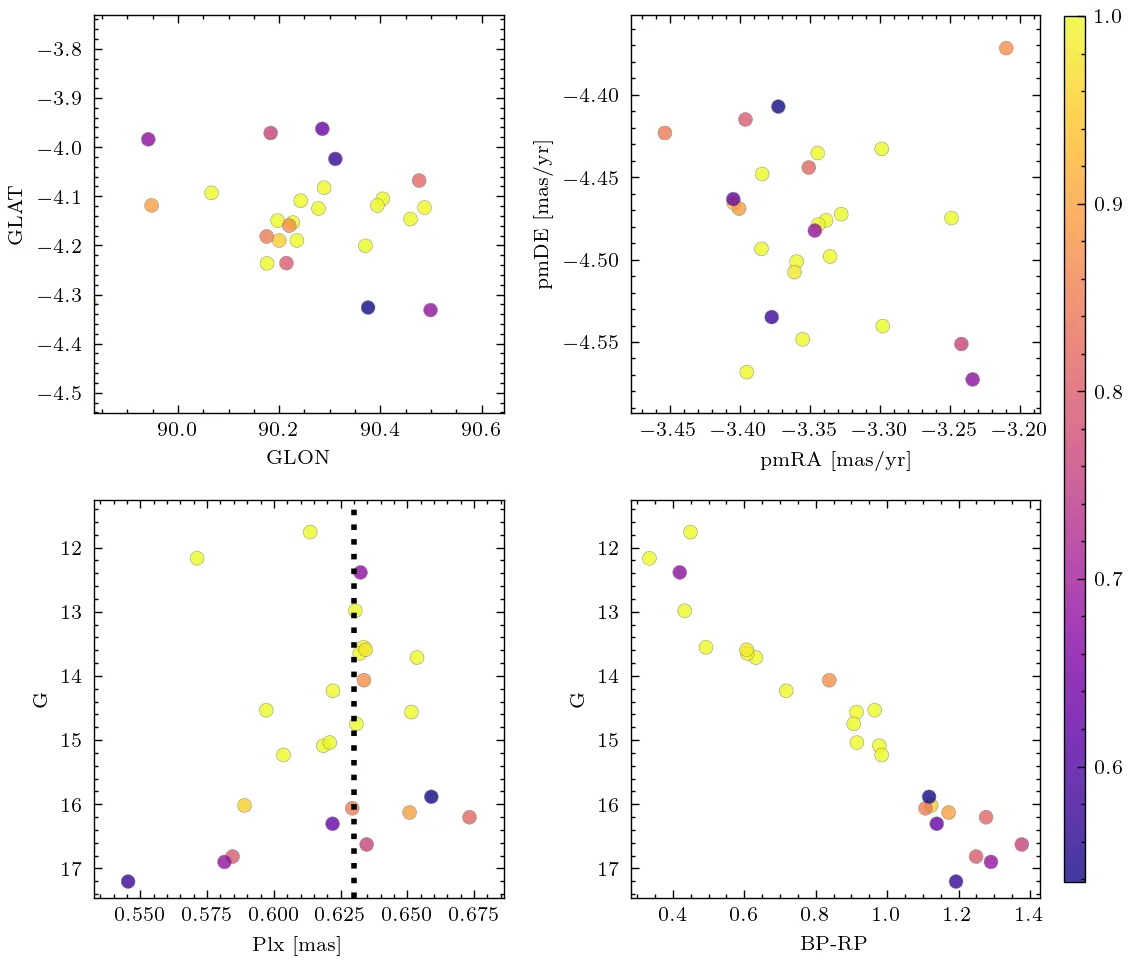 −3.8
−3.9
−4.0
−4.1
−4.2
−4.3
−4.4
−4.5
GLAT
90.0 90.2 90.4 90.6
GLON
−4.40
−4.45
−4.50
−4.55
pmDE [mas/yr]
−3.45 −3.40 −3.35 −3.30 −3.25 −3.20
pmRA [mas/yr]
12
13
14
15
16
17
G
0.550 0.575 0.600 0.625 0.650 0.675
Plx [mas]
12
13
14
15
16
17
G
0.4 0.6 0.8 1.0 1.2 1.4
BP-RP
1.0
0.9
0.8
0.7
0.6